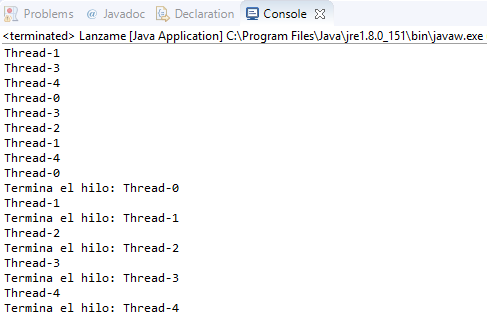 Problems @ Javadoc Declaration Console
<terminated> Lanzame [Java Application] C:\Program Files\Java\jre1.8.0_151\bin\javaw.exe
Thread-1
Thread-3
Thread-4
Thread-0
Thread-3
Thread-2
Thread-1
Thread-4
Thread-0
Termina el hilo: Thread-0
Thread-1
Termina el hilo: Thread-1
Thread-2
Termina el hilo: Thread-2
Thread-3
Termina el hilo: Thread-3
Thread-4
Termina el hilo: Thread-4